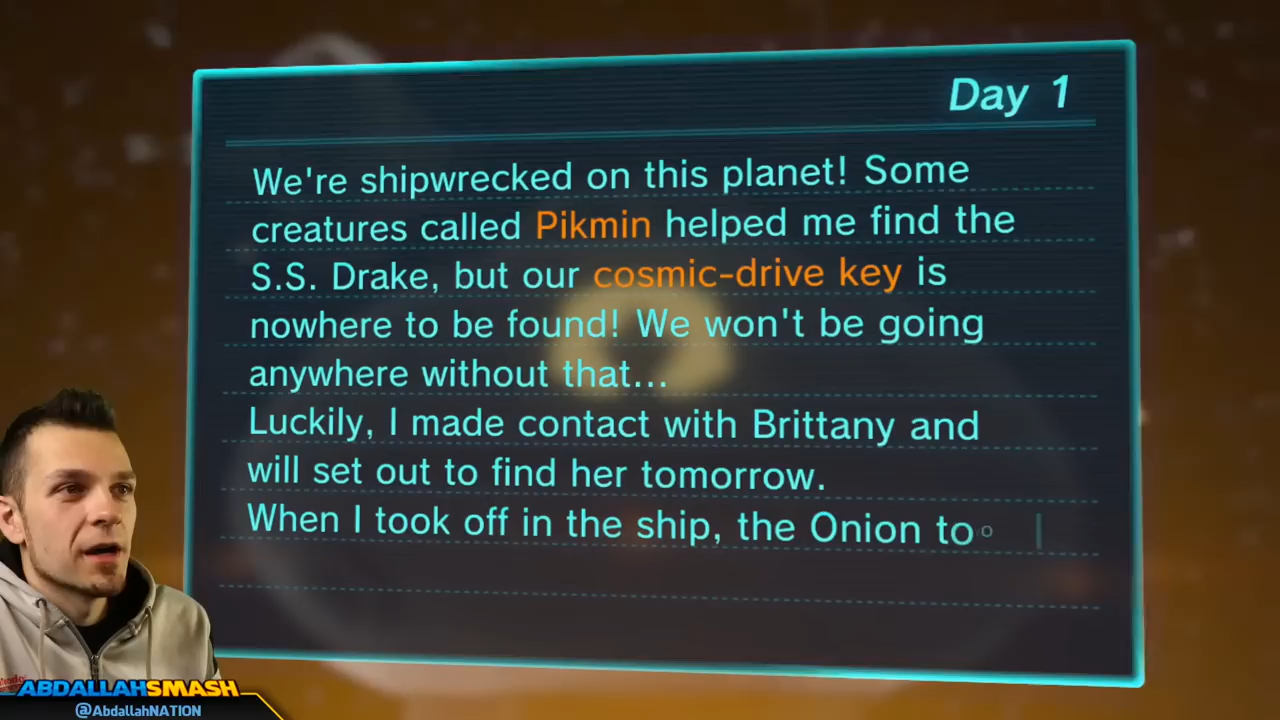 Day 1
We're shipwrecked on this planet! Some
creatures called Pikmin helped me find the
S.S. Drake, but our cosmic-drive key is
nowhere to be found! We won't be going
anywhere without that...
Luckily, I made contact with Brittany and
will set out to find her tomorrow.
When I took off in the ship, the Onion too
ABDALLAHSMASH
@AbdallahNATION